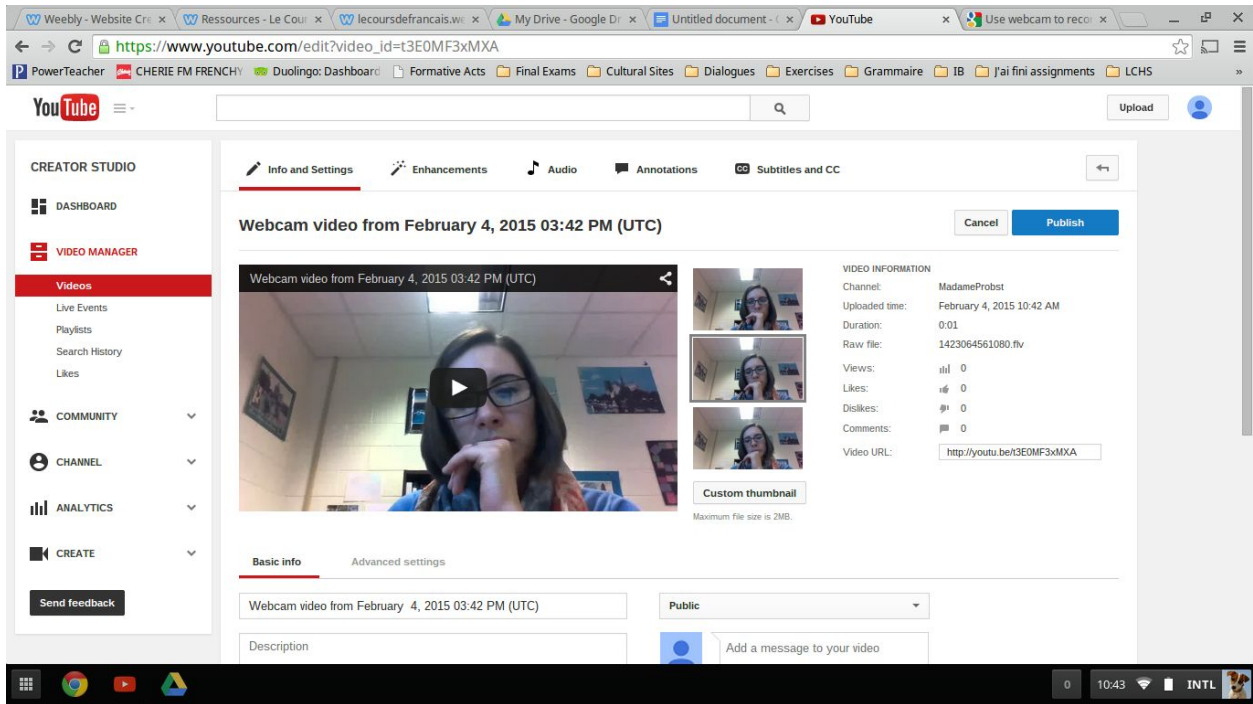 Weebly - Website Cre
Ressources - Le Cour
lecoursdefrancais.we
My Drive - Google Dr
Untitled document - (
YouTube
Use webcam to recor
https://www.youtube.com/edit?video_id=t3E0MF3xMXA
PowerTeacher
CHERIE FM FRENCH
Duolingo: Dashboard
Formative Acts
Final Exams
Cultural Sites
Dialogues
Exercises
Grammaire
IB
J'ai fini assignments
LCHS
»
YouTube
Upload
CREATOR STUDIO
DASHBOARD
VIDEO MANAGER
Videos
Live Events
Playlists
Search History
Likes
COMMUNITY
CHANNEL
ANALYTICS
CREATE
Send feedback
Info and Settings
Enhancements
Audio
Annotations
CC Subtitles and CC
Webcam video from February 4, 2015 03:42 PM (UTC)
Cancel
Publish
Webcam video from February 4, 2015 03:42 PM (UTC)
Custom thumbnail
Maximum file size is 2MB.
VIDEO INFORMATION
Channel: MadameProbst
Uploaded time: February 4, 2015 10:42 AM
Duration: 0:01
Raw file: 1423064561080.flv
Views: 0
Likes: 0
Dislikes: 0
Comments: 0
Video URL: http://youtu.be/t3E0MF3xMXA
Basic info
Advanced settings
Webcam video from February 4, 2015 03:42 PM (UTC)
Public
Description
Add a message to your video
0
10:43
INTL